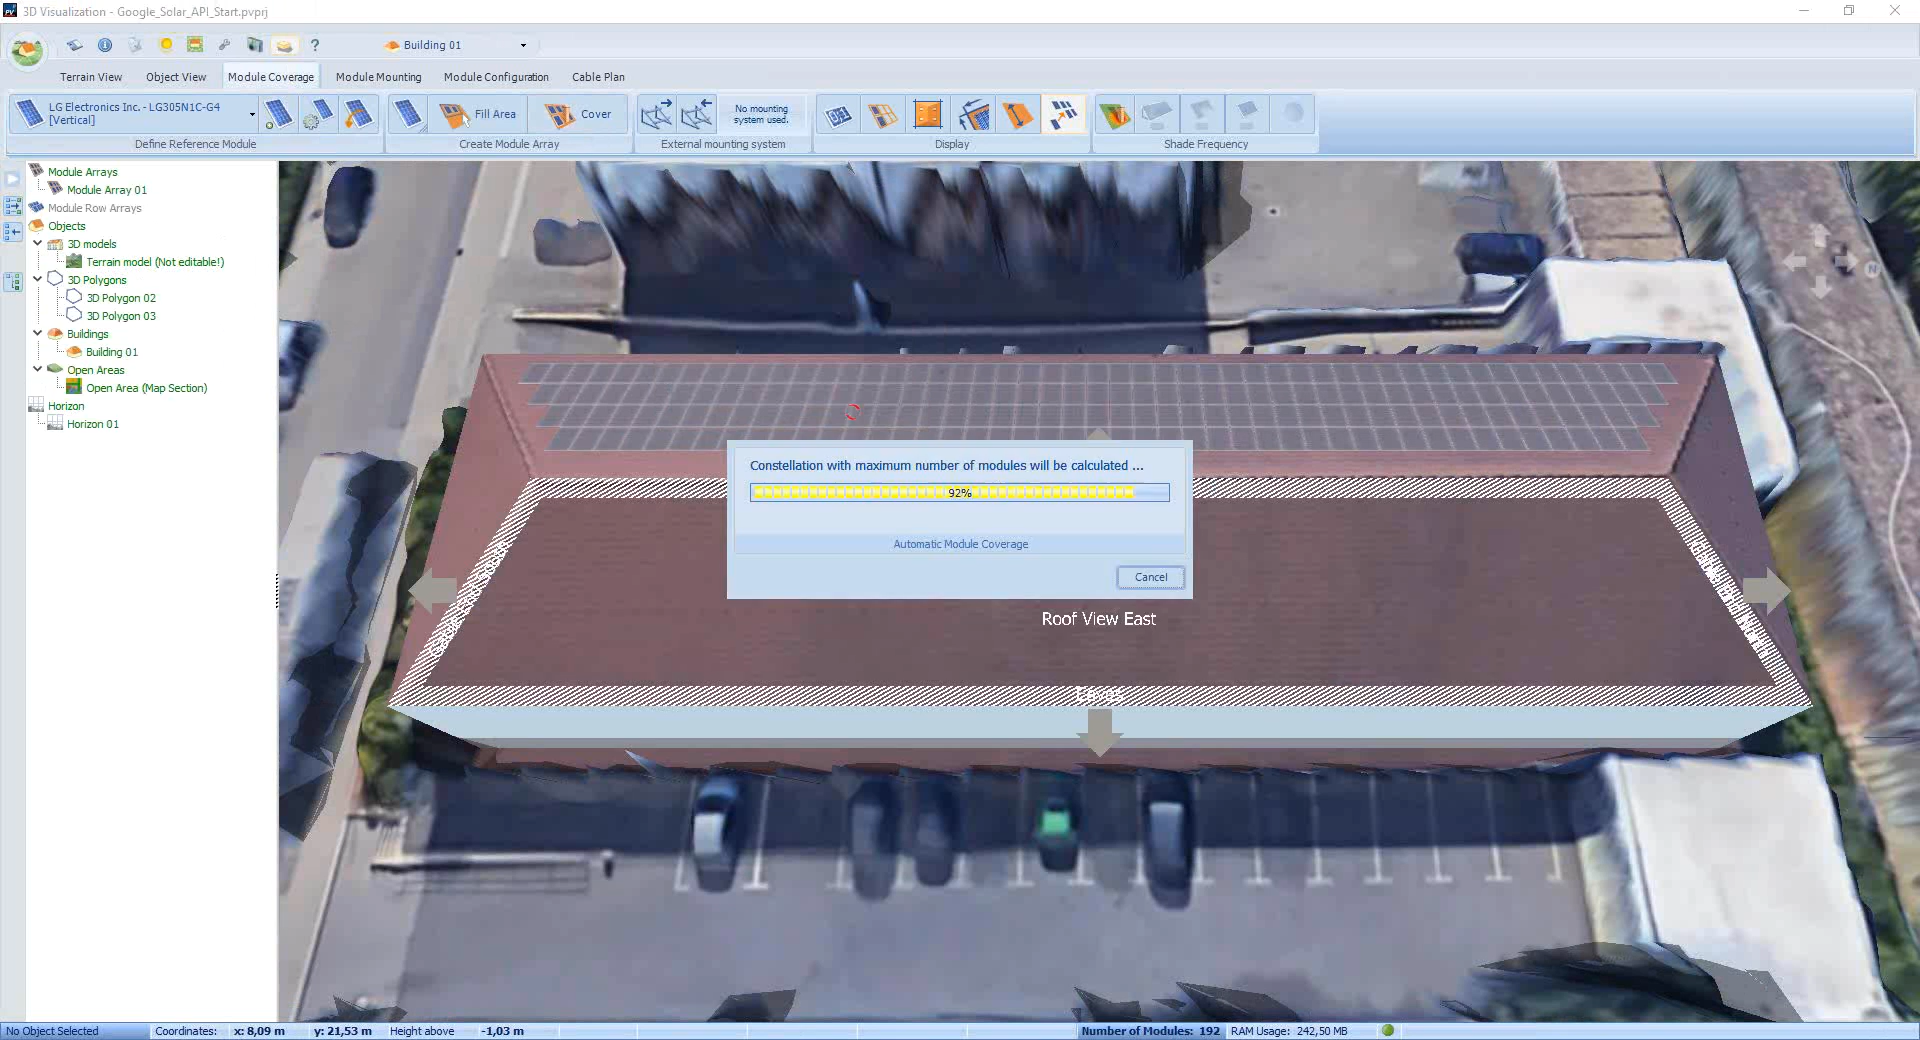 3D Visualization - Google_Solar_API_Start.pvprj
Building 01
Terrain View
Object View
Module Coverage
Module Mounting
Module Configuration
Cable Plan
LG Electronics Inc. - LG305N1C-G4
[Vertical]
Fill Area
Cover
No mounting
system used.
Define Reference Module
Create Module Array
External mounting system
Display
Shade Frequency
Module Arrays
Module Array 01
Module Row Arrays
Objects
3D models
Terrain model (Not editable!)
3D Polygons
3D Polygon 02
3D Polygon 03
Buildings
Building 01
Open Areas
Open Area (Map Section)
Horizon
Horizon 01
N
Constellation with maximum number of modules will be calculated ...
92%
Automatic Module Coverage
Cancel
Roof View East
Eaves
No Object Selected
Coordinates:
x: 8,09 m
y: 21,53 m
Height above
-1,03 m
Number of Modules: 192
RAM Usage: 242,50 MB